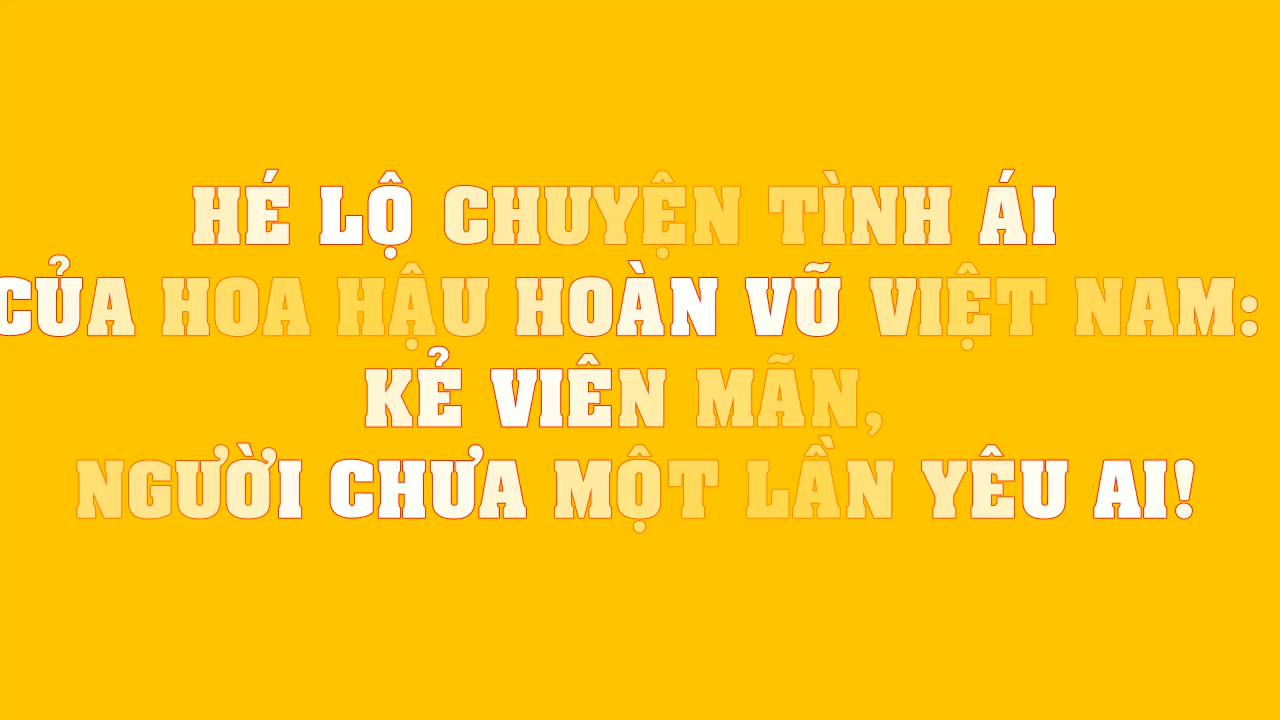 HÉ LỘ CHUYỆN TÌNH ÁI
CỦA HOA HẬU HOÀN VŨ VIỆT NAM:
KẺ VIÊN MÃN,
NGƯỜI CHƯA MỘT LẦN YÊU AI!